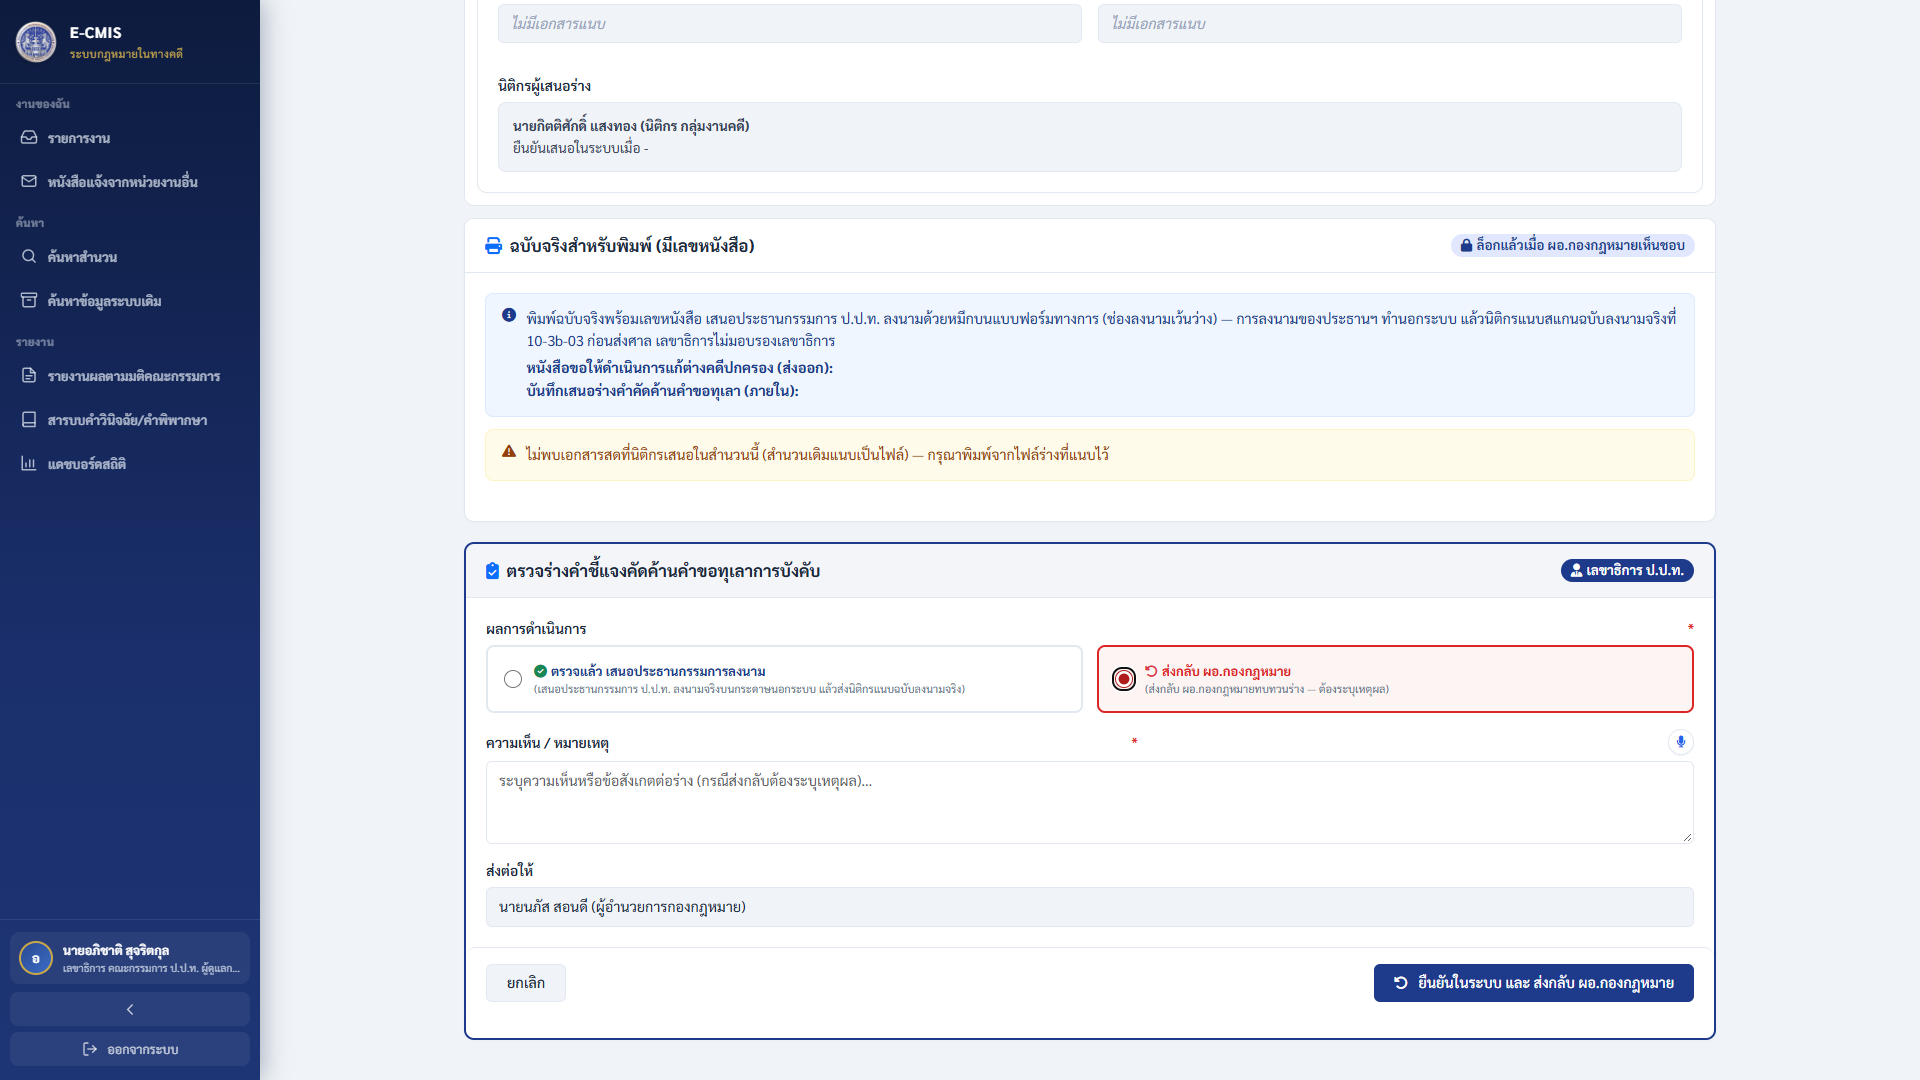 E-CMIS
ระบบกฎหมายในทางคดี
งานของฉัน
รายการงาน
หนังสือแจ้งจากหน่วยงานอื่น
ค้นหา
ค้นหาสำนวน
ค้นหาข้อมูลระบบเดิม
รายงาน
รายงานผลตามมติคณะกรรมการ
สารบบคำวินิจฉัย/คำพิพากษา
แดชบอร์ดสถิติ
อ
นายอภิชาติ สุจริตกุล
เลขาธิการ คณะกรรมการ ป.ป.ท. ผู้ดูแลก...
ออกจากระบบ
ไม่มีเอกสารแนบ
ไม่มีเอกสารแนบ
นิติกรผู้เสนอร่าง
นายกิตติศักดิ์ แสงทอง (นิติกร กลุ่มงานคดี)
ยืนยันเสนอในระบบเมื่อ -
ฉบับจริงสำหรับพิมพ์ (มีเลขหนังสือ)
ล็อกแล้วเมื่อ ผอ.กองกฎหมายเห็นชอบ
พิมพ์ฉบับจริงพร้อมเลขหนังสือ เสนอประธานกรรมการ ป.ป.ท. ลงนามด้วยหมึกบนแบบฟอร์มทางการ (ช่องลงนามเว้นว่าง) — การลงนามของประธานฯ ทำนอกระบบ แล้วนิติกรแนบสแกนฉบับลงนามจริงที่
10-3b-03 ก่อนส่งศาล เลขาธิการไม่มอบรองเลขาธิการ
หนังสือขอให้ดำเนินการแก้ต่างคดีปกครอง (ส่งออก):
บันทึกเสนอร่างคำคัดค้านคำขอทุเลา (ภายใน):
ไม่พบเอกสารสดที่นิติกรเสนอในสำนวนนี้ (สำนวนเดิมแนบเป็นไฟล์) — กรุณาพิมพ์จากไฟล์ร่างที่แนบไว้
ตรวจร่างคำชี้แจงคัดค้านคำขอทุเลาการบังคับ
เลขาธิการ ป.ป.ท.
ผลการดำเนินการ *
ตรวจแล้ว เสนอประธานกรรมการลงนาม
(เสนอประธานกรรมการ ป.ป.ท. ลงนามจริงบนกระดาษนอกระบบ แล้วส่งนิติกรแนบฉบับลงนามจริง)
ส่งกลับ ผอ.กองกฎหมาย
(ส่งกลับ ผอ.กองกฎหมายทบทวนร่าง — ต้องระบุเหตุผล)
ความเห็น / หมายเหตุ *
ระบุความเห็นหรือข้อสังเกตต่อร่าง (กรณีส่งกลับต้องระบุเหตุผล)...
ส่งต่อให้
นายนภัส สอนดี (ผู้อำนวยการกองกฎหมาย)
ยกเลิก
ยืนยันในระบบ และ ส่งกลับ ผอ.กองกฎหมาย